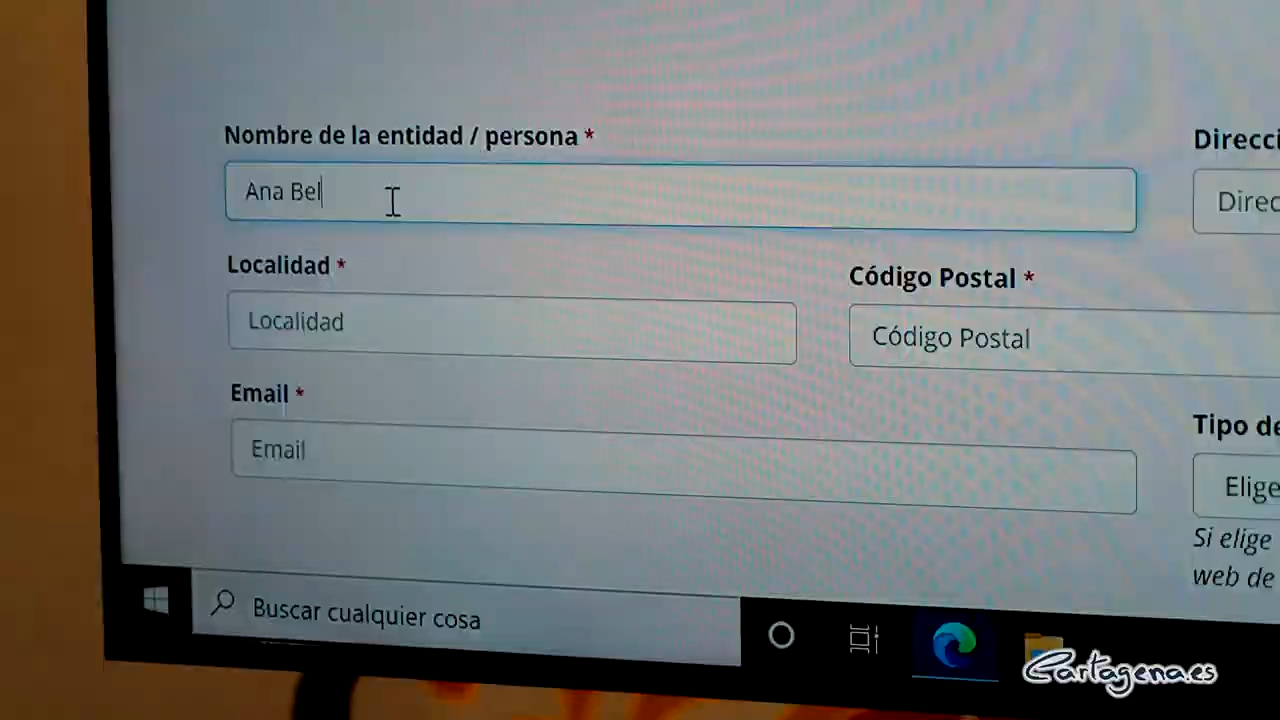 Nombre de la entidad / persona *
Direcci
Ana Bel
Direc
Localidad *
Código Postal *
Localidad
Código Postal
Email *
Tipo de
Email
Elige
Si elige
web de
Buscar cualquier cosa
Cartagena.es